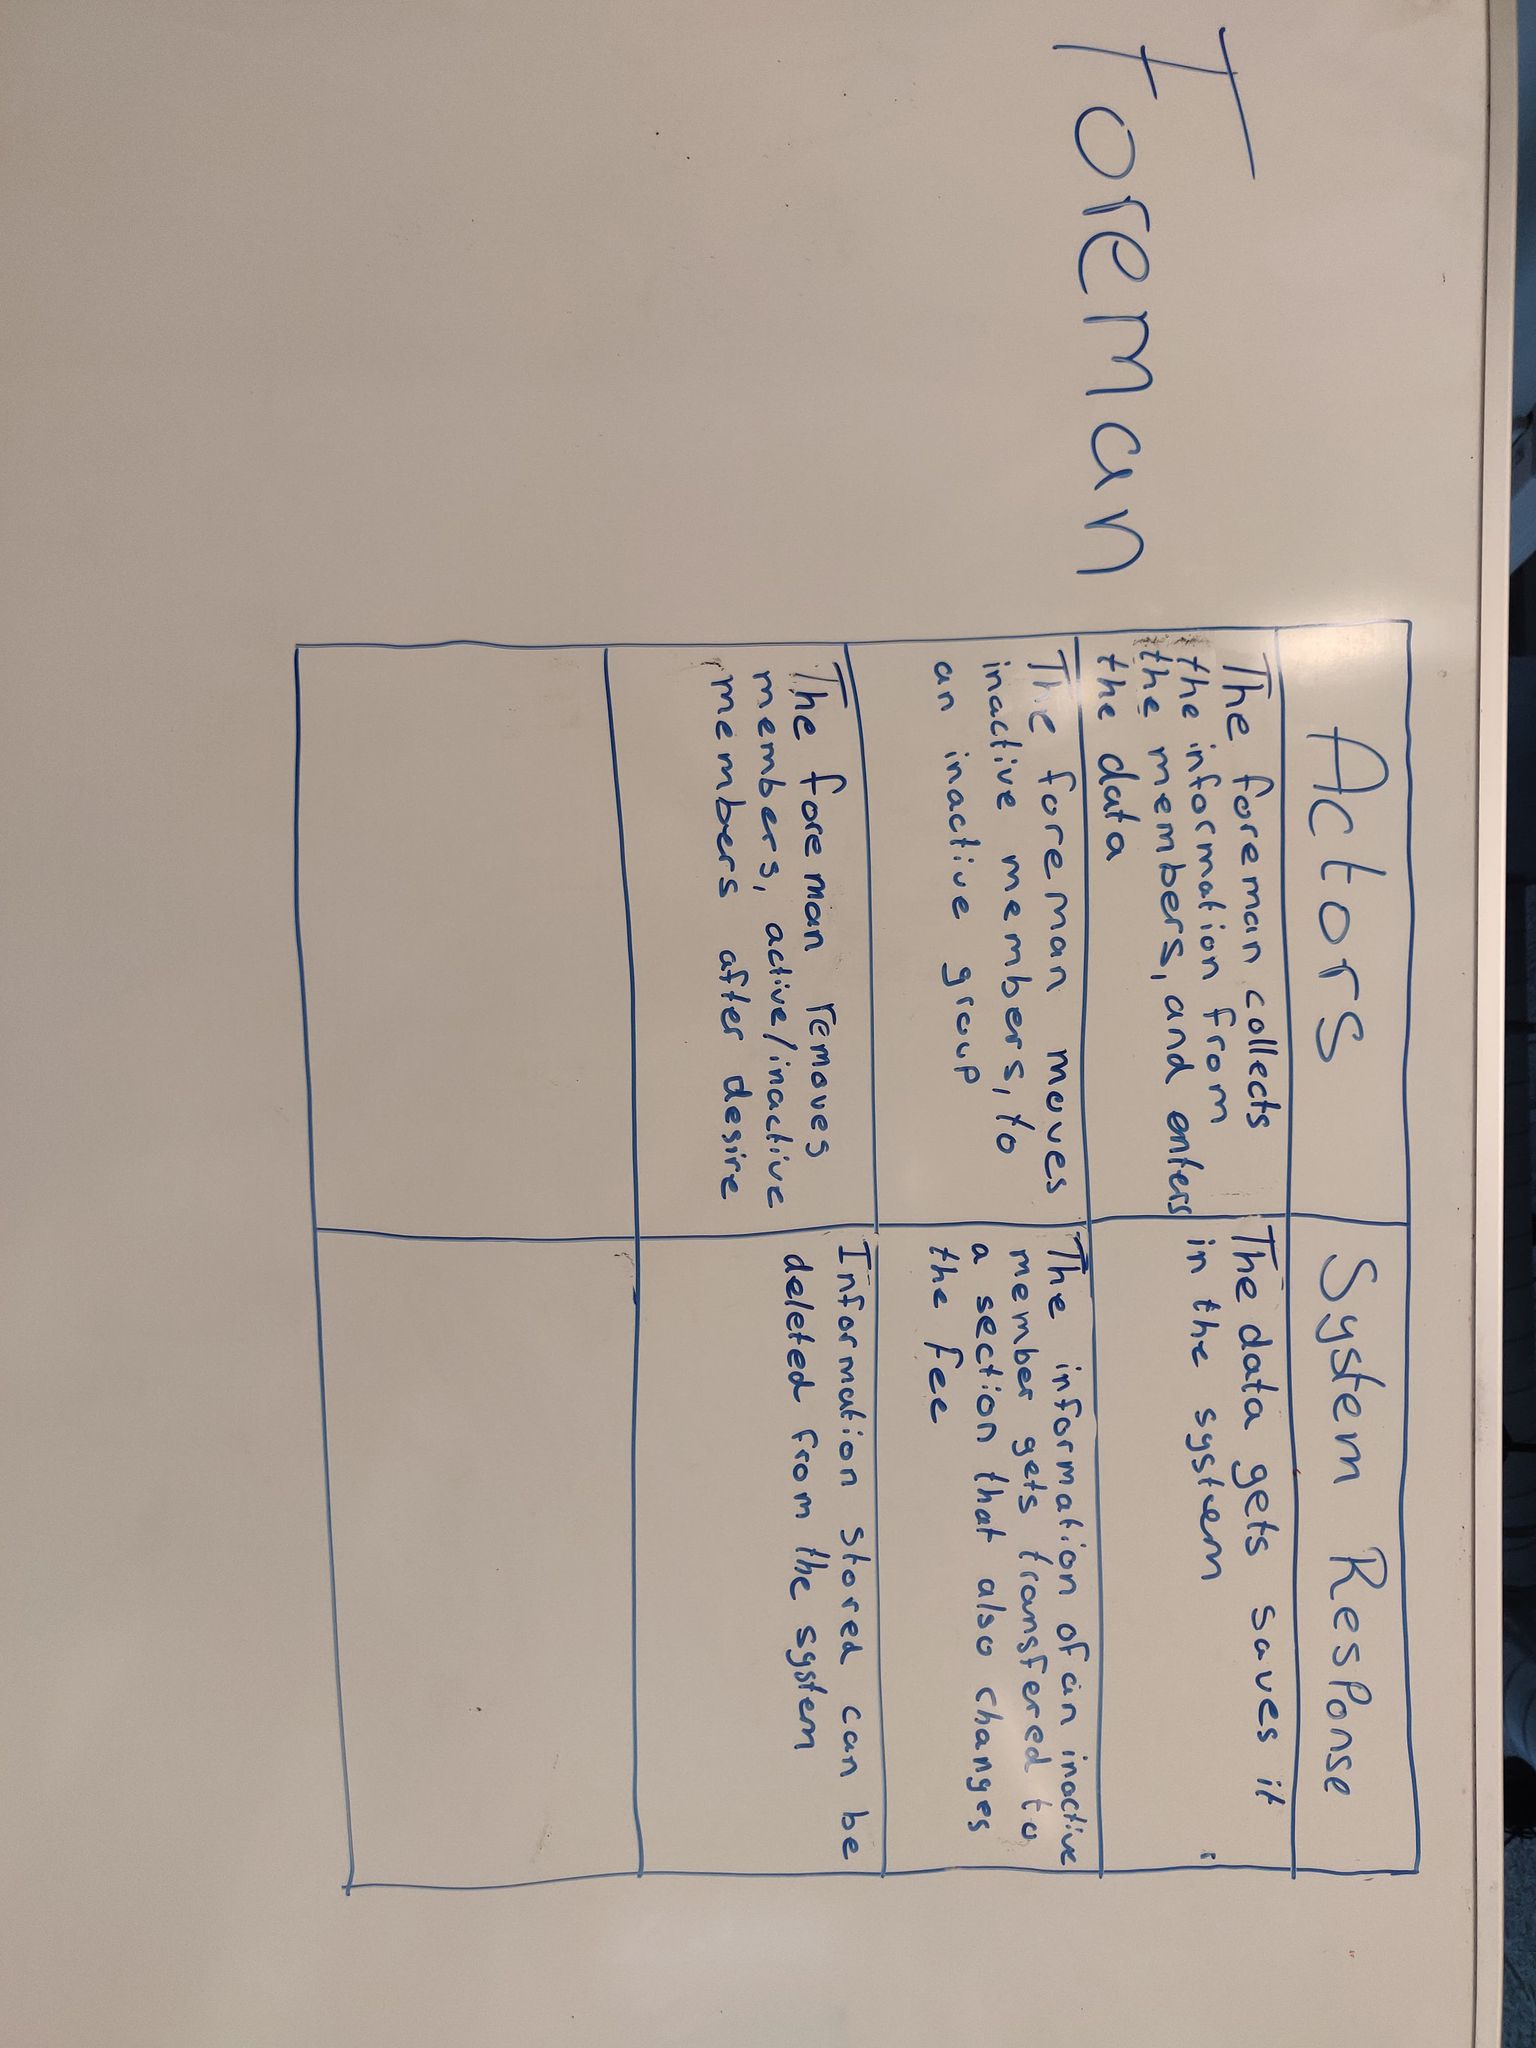 Foreman
Actors
System Response
The foreman collects
the information from
the members, and enters
the data
The data gets saves it
in the system
The foreman moves
inactive members, to
an inactive group
The information of an inactive
member gets transfered to
a section that also changes
the fee
The foreman removes
members, active/inactive
members after desire
Information stored can be
deleted from the system